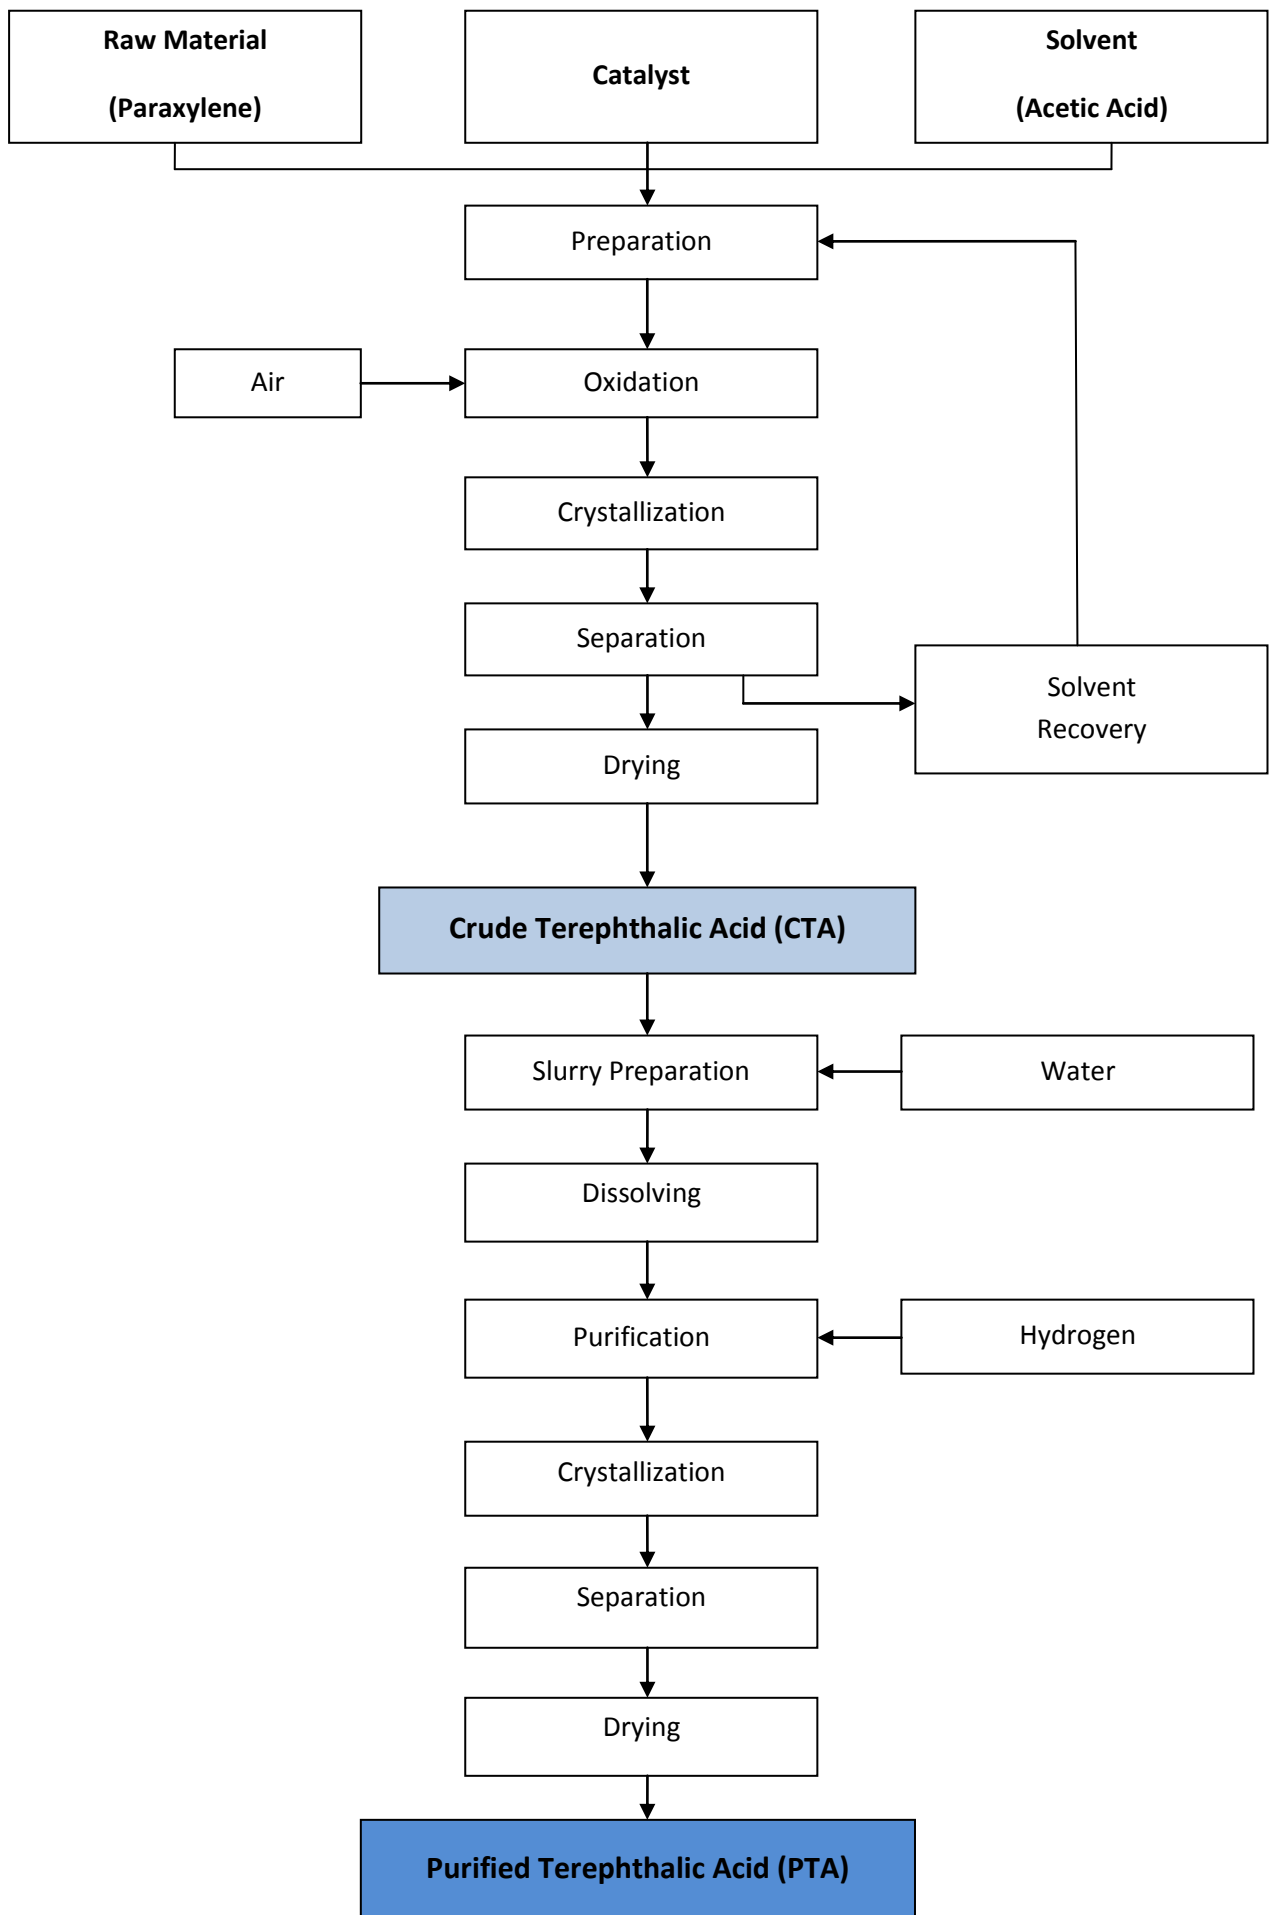 Raw Material
(Paraxylene)
Catalyst
Solvent
(Acetic Acid)
Preparation
Air
Oxidation
Crystallization
Separation
Solvent
Recovery
Drying
Crude Terephthalic Acid (CTA)
Slurry Preparation
Water
Dissolving
Purification
Hydrogen
Crystallization
Separation
Drying
Purified Terephthalic Acid (PTA)